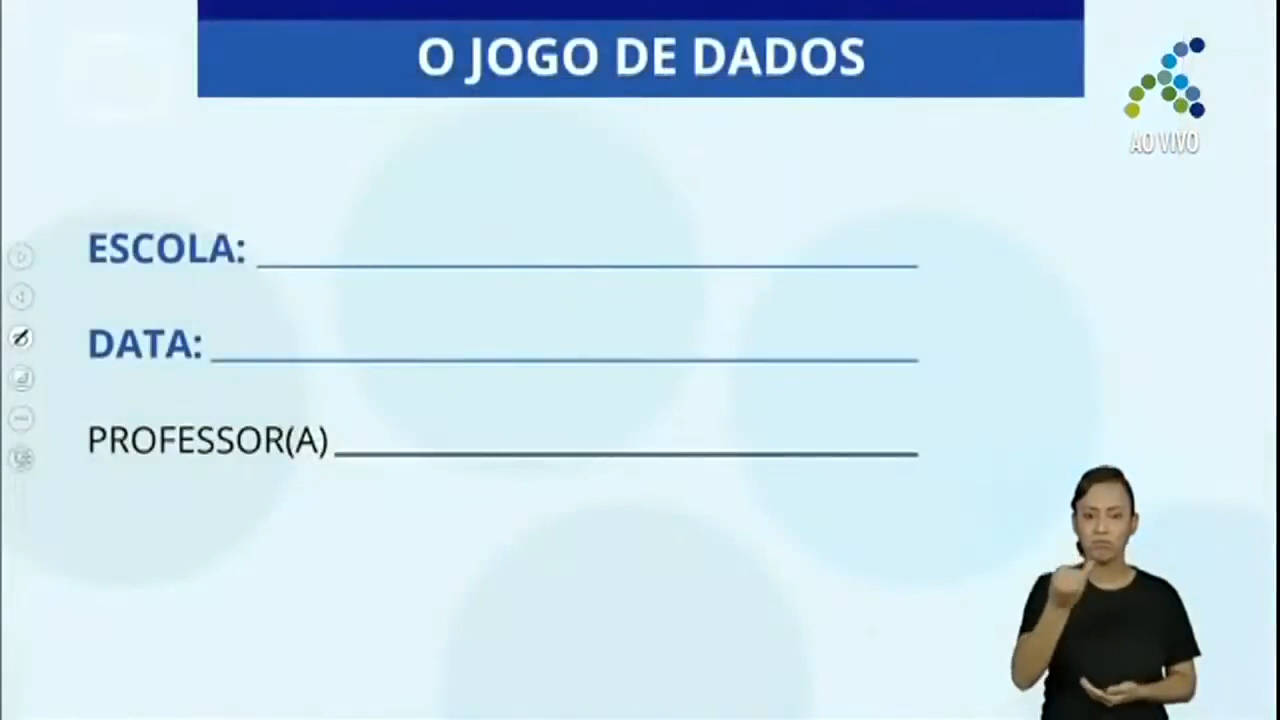 O JOGO DE DADOS
AO VIVO
ESCOLA:
DATA:
PROFESSOR(A)